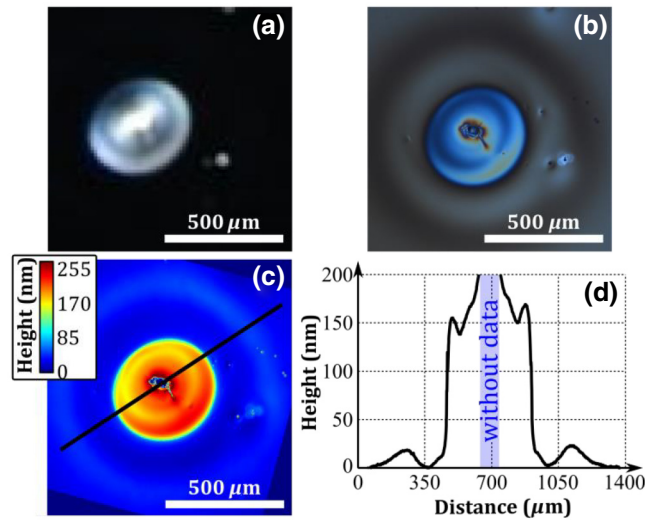 (a)
500 μm
(b)
500 μm
(c)
Height (nm)
255
170
85
0
500 μm
(d)
Height (nm)
200
150
100
50
0
without data
0 350 700 1050 1400
Distance (μm)